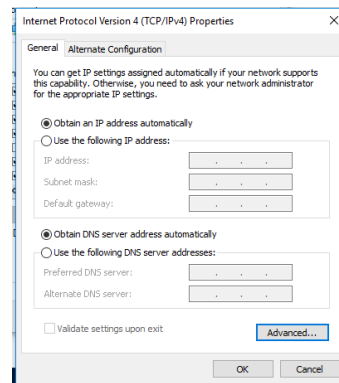 Internet Protocol Version 4 (TCP/IPv4) Properties
General Alternate Configuration
You can get IP settings assigned automatically if your network supports
this capability. Otherwise, you need to ask your network administrator
for the appropriate IP settings.
Obtain an IP address automatically
Use the following IP address:
IP address:
Subnet mask:
Default gateway:
Obtain DNS server address automatically
Use the following DNS server addresses:
Preferred DNS server:
Alternate DNS server:
Validate settings upon exit
Advanced...
OK Cancel